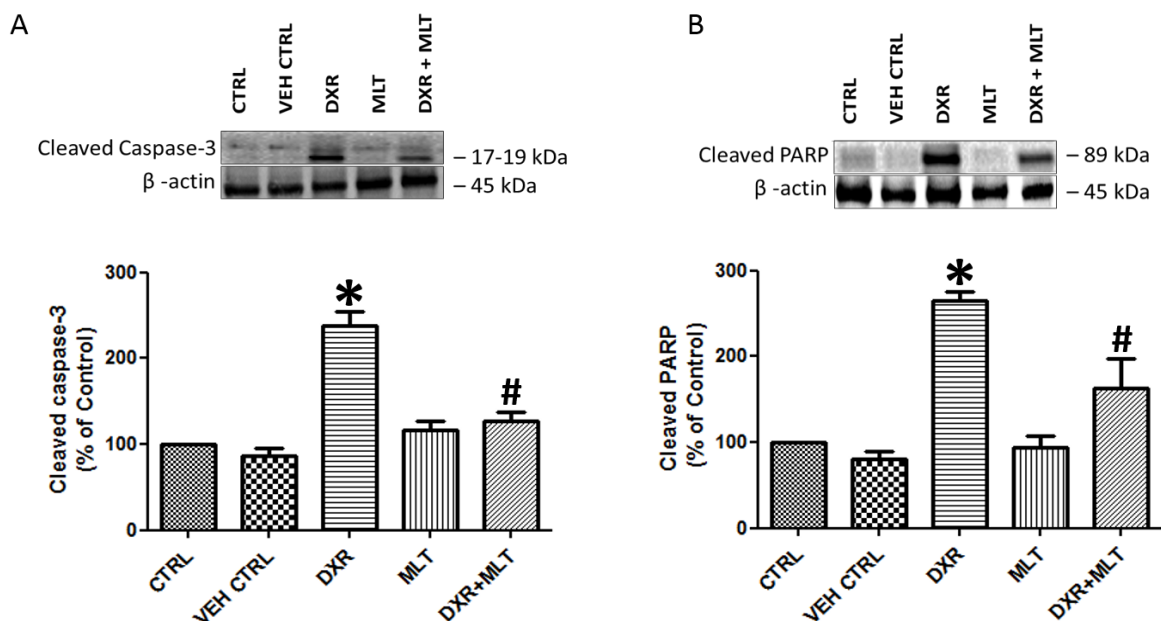 A
CTRL
VEH CTRL
DXR
MLT
DXR + MLT
Cleaved Caspase-3
– 17-19 kDa
β -actin
– 45 kDa
Cleaved caspase-3
(% of Control)
300
200
100
0
*
#
CTRL
VEH CTRL
DXR
MLT
DXR+MLT
B
CTRL
VEH CTRL
DXR
MLT
DXR + MLT
Cleaved PARP
– 89 kDa
β -actin
– 45 kDa
Cleaved PARP
(% of Control)
300
200
100
0
*
#
CTRL
VEH CTRL
DXR
MLT
DXR+MLT